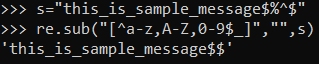 >>> s="this_is_sample_message$%^$"
>>> re.sub("[^a-z,A-Z,0-9$_]","",s)
'this_is_sample_message$$'